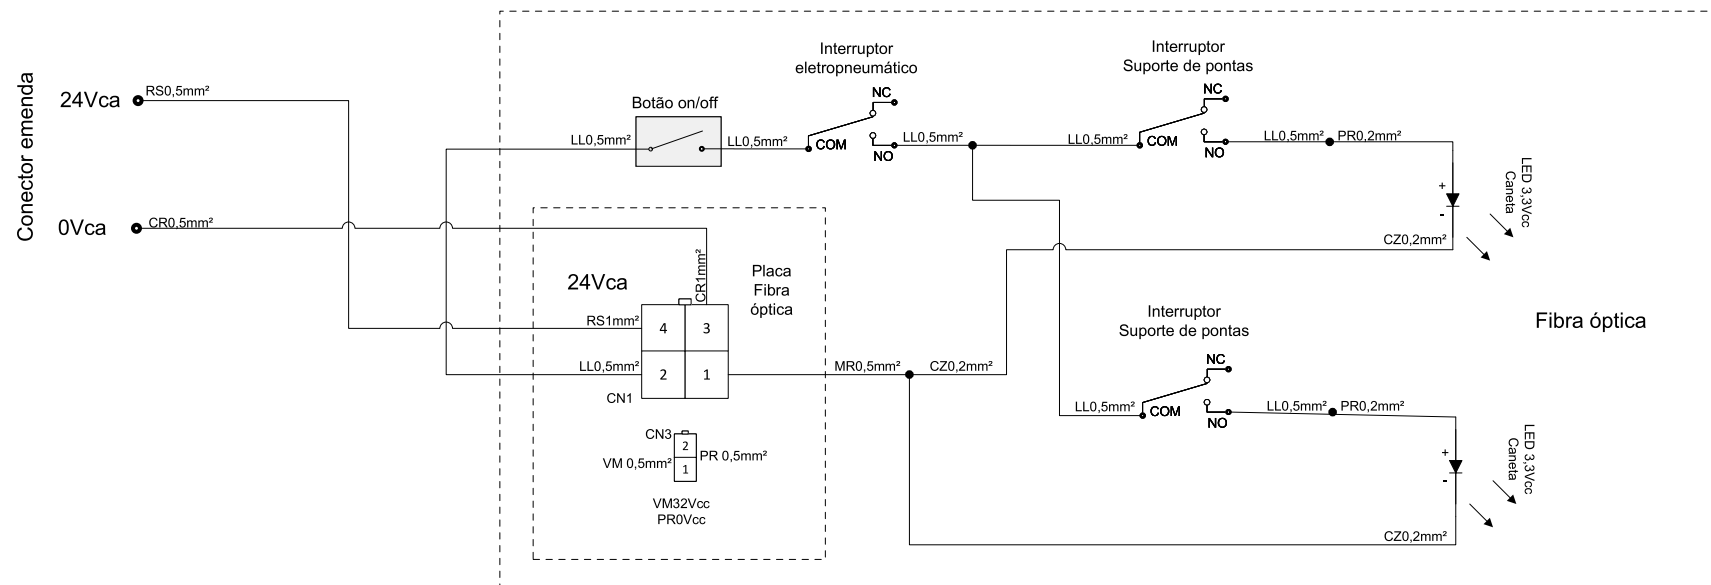 Conector emenda
24Vca
RS0,5mm²
0Vca
CR0,5mm²
Botão on/off
LL0,5mm²
LL0,5mm²
Interruptor
eletropneumático
NC
COM
NO
LL0,5mm²
Interruptor
Suporte de pontas
NC
LL0,5mm²
COM
NO
LL0,5mm²
PR0,2mm²
+
-
LED 3,3Vcc
Caneta
CZ0,2mm²
24Vca
CR1mm²
Placa
Fibra
óptica
RS1mm²
4
3
LL0,5mm²
2
1
CN1
MR0,5mm²
CZ0,2mm²
CN3
2
VM 0,5mm²
1
PR 0,5mm²
VM32Vcc
PR0Vcc
Interruptor
Suporte de pontas
NC
LL0,5mm²
COM
NO
LL0,5mm²
PR0,2mm²
+
-
LED 3,3Vcc
Caneta
CZ0,2mm²
Fibra óptica